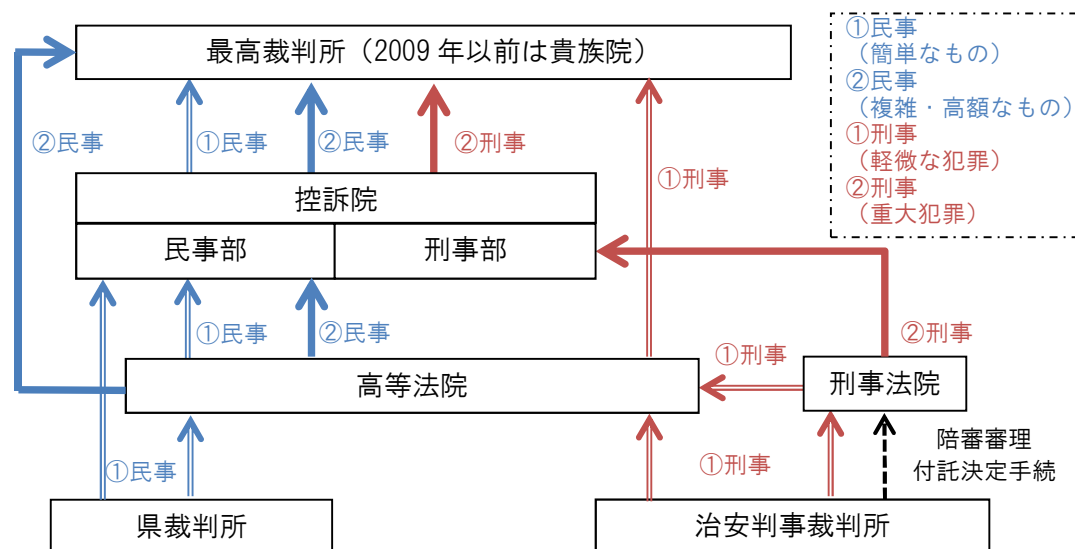 最高裁判所（2009 年以前は貴族院）
①民事
（簡単なもの）
②民事
（複雑・高額なもの）
①刑事
（軽微な犯罪）
②刑事
（重大犯罪）
②民事
①民事
②民事
②刑事
①刑事
控訴院
民事部
刑事部
①民事
②民事
①刑事
②刑事
高等法院
刑事法院
①民事
①刑事
陪審審理
付託決定手続
県裁判所
治安判事裁判所